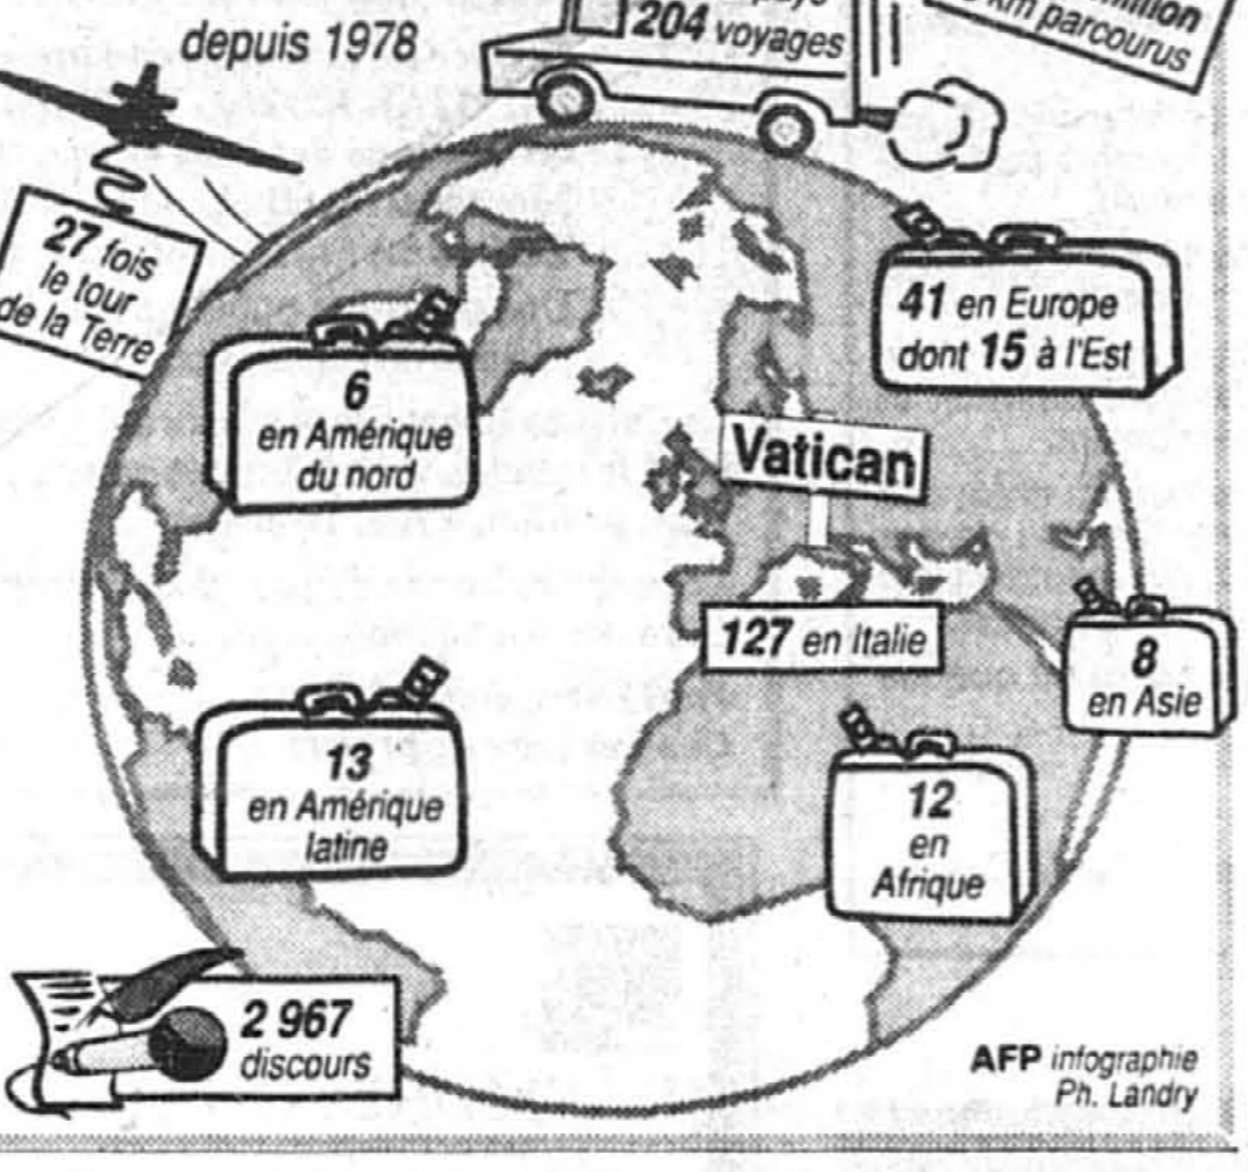 depuis 1978
204 voyages
km parcourus
27 fois
le tour
de la Terre
41 en Europe
dont 15 à l'Est
6
en Amérique
du nord
Vatican
127 en Italie
8
en Asie
13
en Amérique
latine
12
en
Afrique
2 967
discours
AFP infographie
Ph. Landry